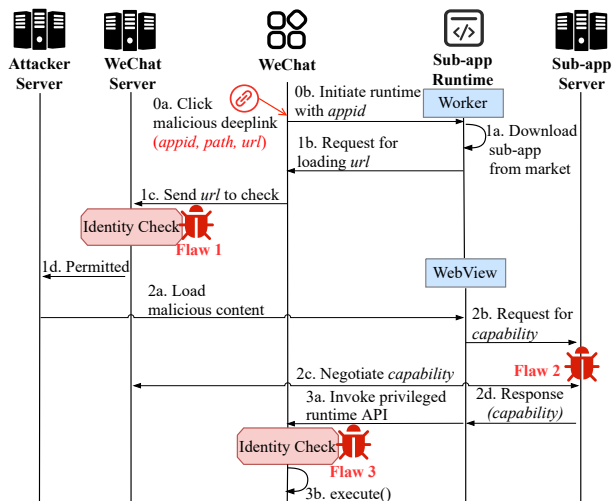 Attacker
Server
WeChat
Server
WeChat
Sub-app
Runtime
Sub-app
Server
0a. Click
malicious deeplink
(appid, path, url)
0b. Initiate runtime
with appid
Worker
1a. Download
sub-app
from market
1b. Request for
loading url
1c. Send url to check
Identity Check
Flaw 1
1d. Permitted
WebView
2a. Load
malicious content
2b. Request for
capability
Flaw 2
2c. Negotiate capability
2d. Response
(capability)
3a. Invoke privileged
runtime API
Identity Check
Flaw 3
3b. execute()